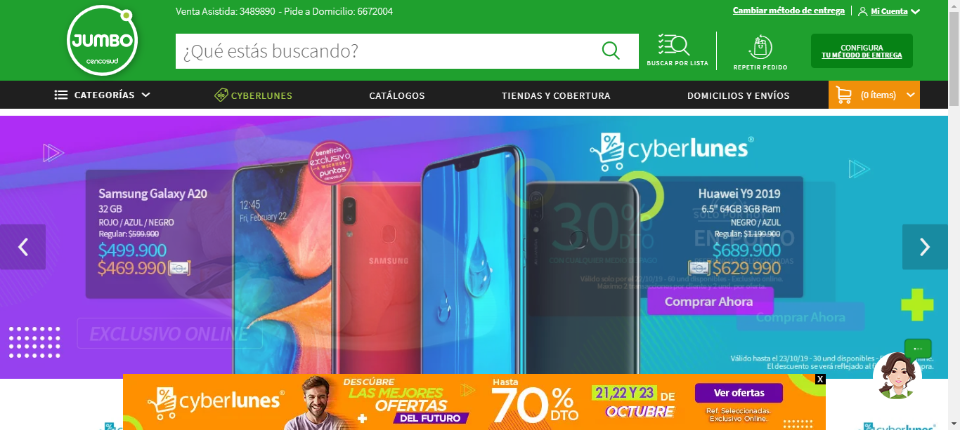 Venta Asistida: 3489890 - Pide a Domicilio: 6672004
Cambiar método de entrega
Mi Cuenta
JUMBO
cencosud
¿Qué estás buscando?
BUSCAR POR LISTA
REPETIR PEDIDO
CONFIGURA
TU MÉTODO DE ENTREGA
CATEGORÍAS
CYBERLUNES
CATÁLOGOS
TIENDAS Y COBERTURA
DOMICILIOS Y ENVÍOS
(0 ítems)
beneficio
exclusivo
puntos
cyberlunes®
Samsung Galaxy A20
32 GB
ROJO / AZUL / NEGRO
Regular: $599.900
$499.900
$469.990
12:45
Fri, February 22
SAMSUNG
30%
DTO
Huawei Y9 2019
6.5" 64GB 3GB Ram
NEGRO / AZUL
Regular: $1.199.900
$689.900
$629.990
Comprar Ahora
Comprar Ahora
EXCLUSIVO ONLINE
Válido hasta el 23/10/19 - 30 und disponibles -
El descuento se verá reflejado al
X
cyberlunes®
DESCÚBRE
LAS MEJORES
OFERTAS
DEL FUTURO
Hasta
70%
DTO
21,22 Y 23 DE
OCTUBRE
Ver ofertas
Ref. Seleccionadas
Exclusivo Online.